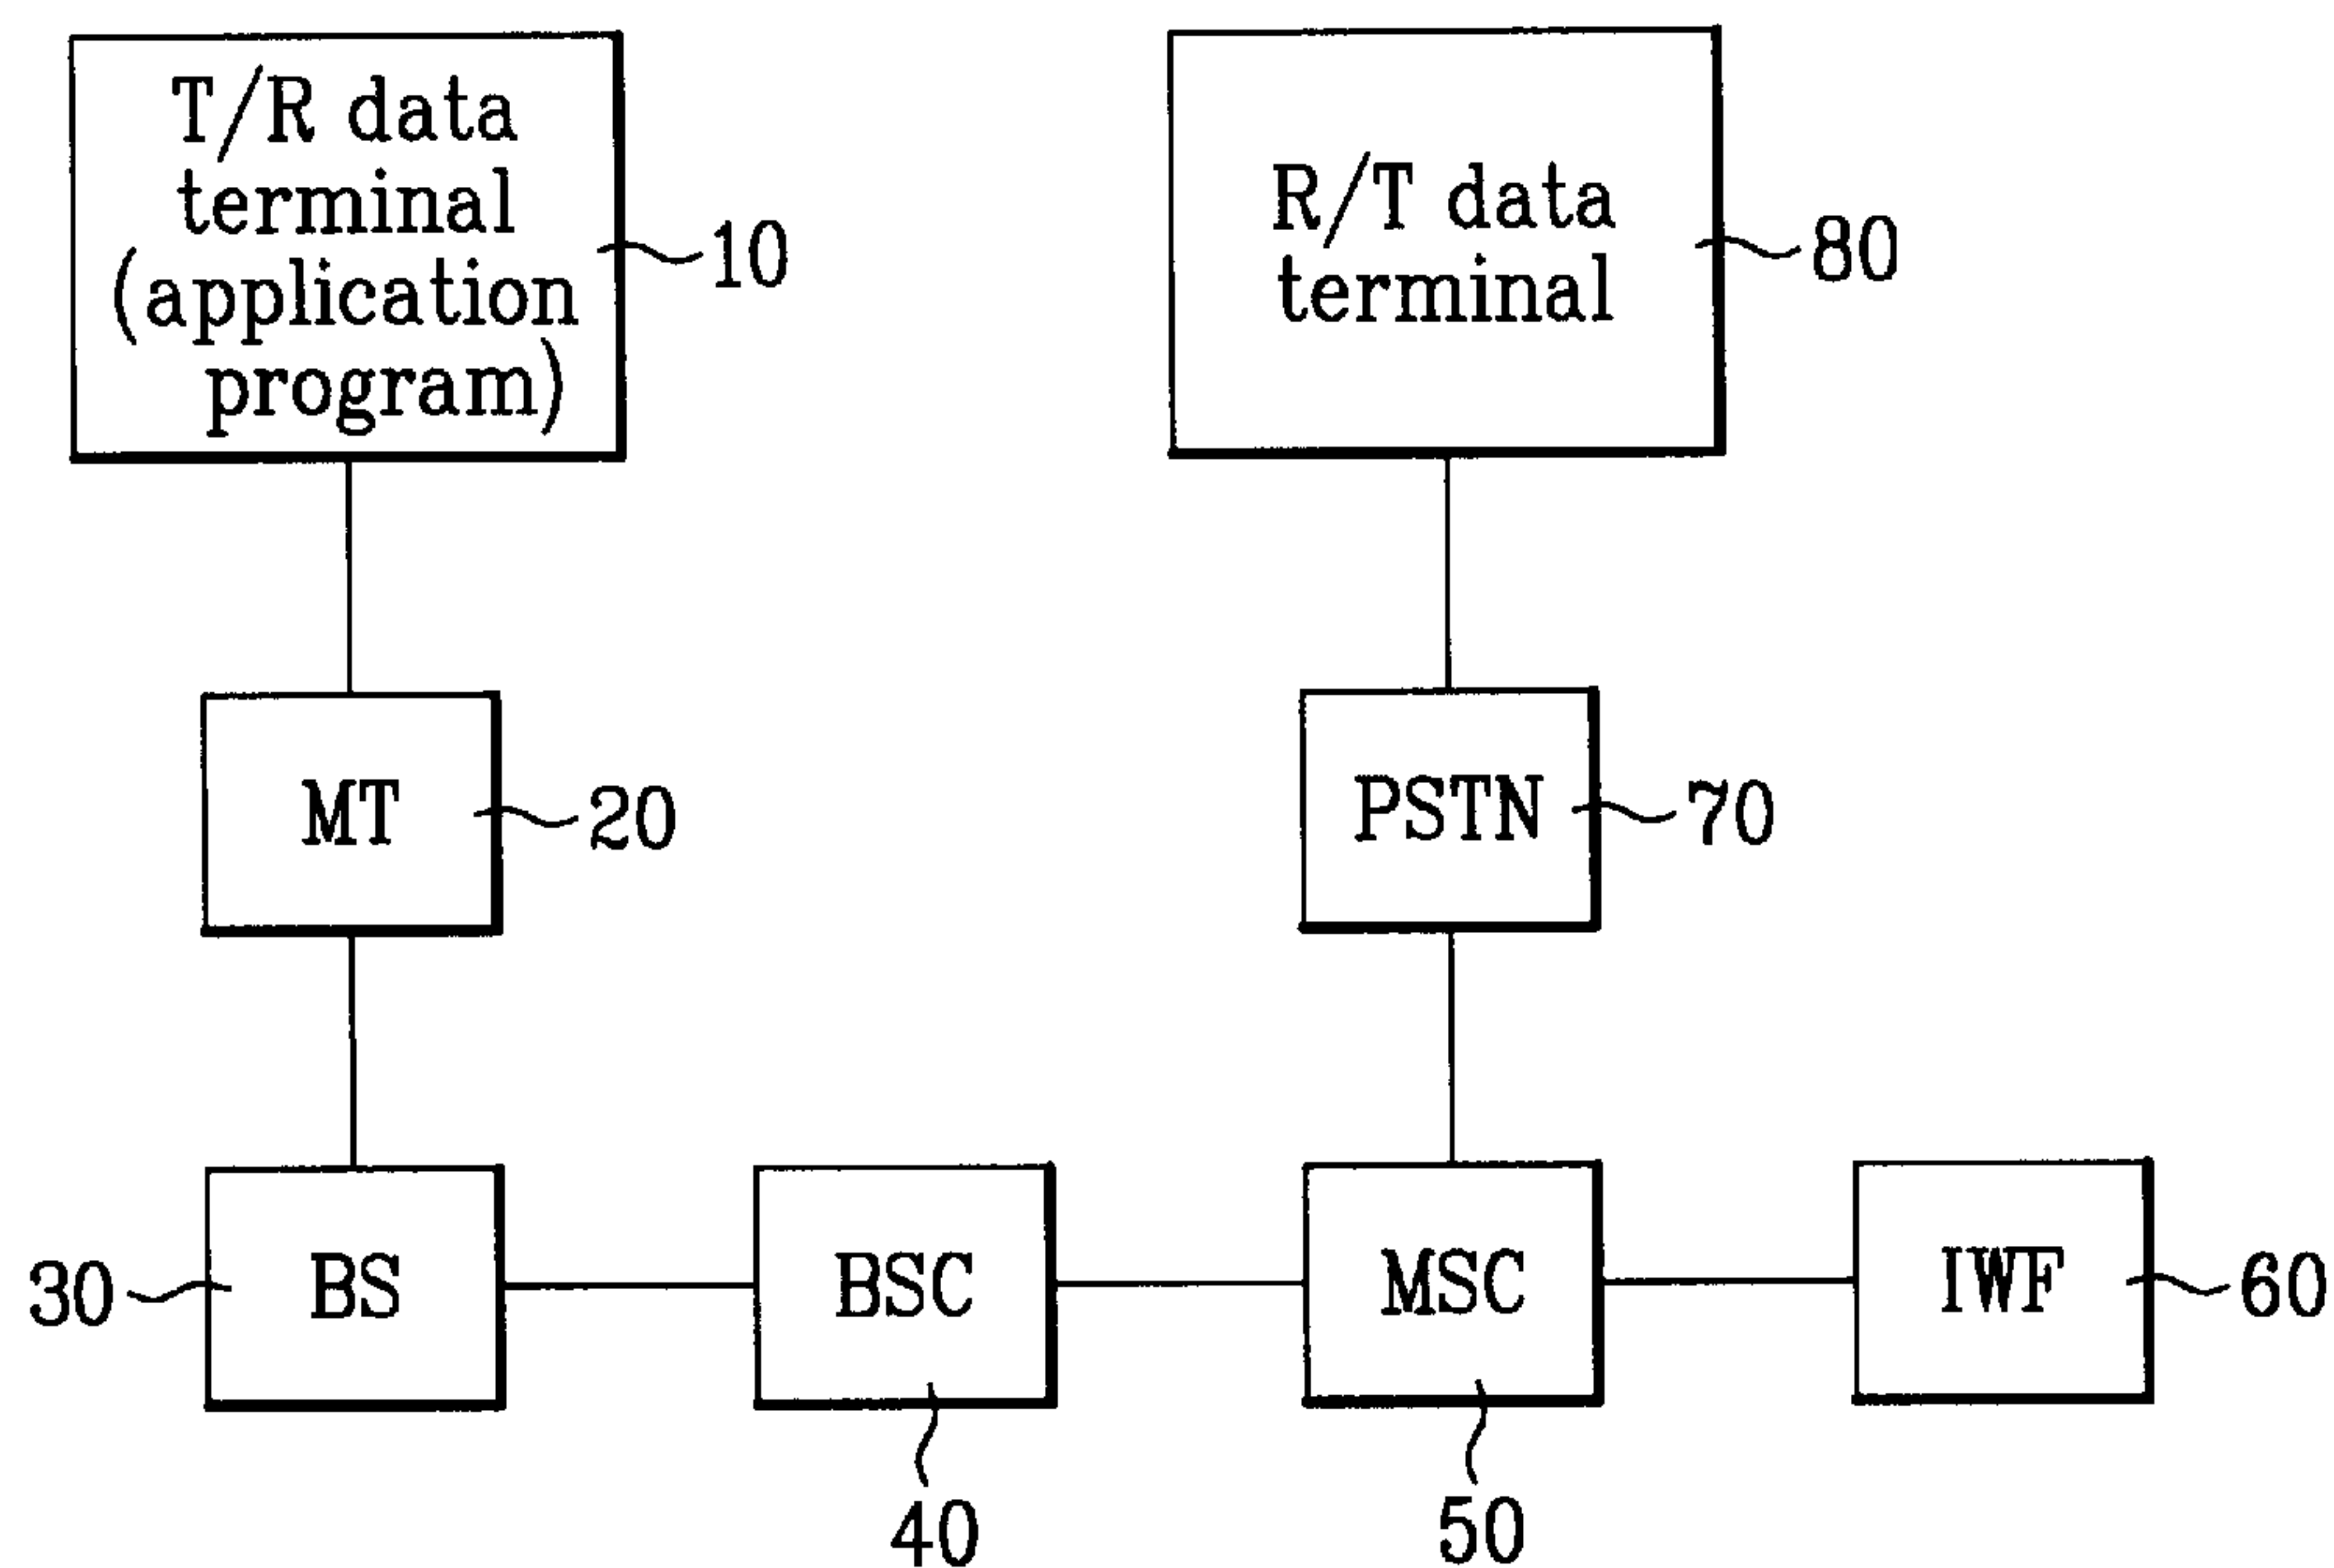 T/R data
terminal
(application
program)
10
R/T data
terminal
80
MT
20
PSTN
70
30
BS
BSC
MSC
IWF
60
40
50